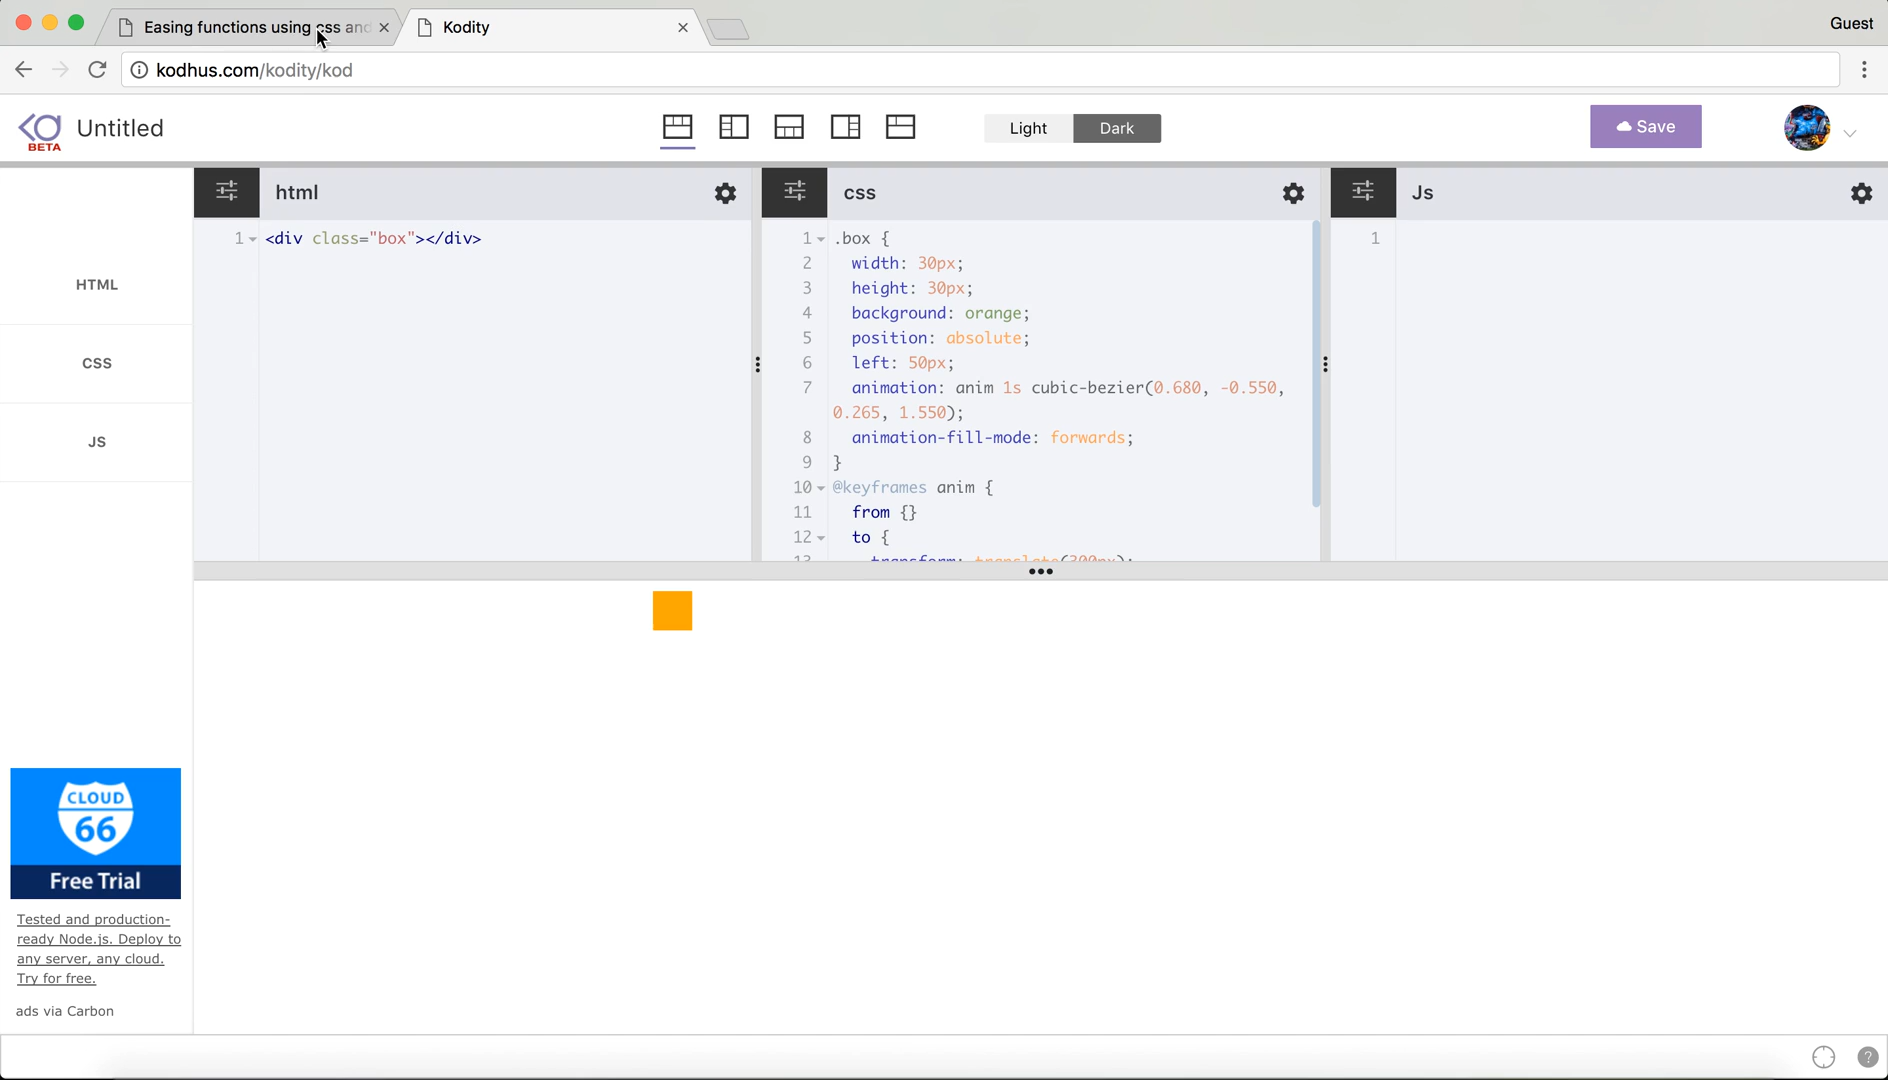 Easing functions using css and
Kodity
Guest
kodhus.com/kodity/kod
BETA
Untitled
Light
Dark
Save
html
css
Js
HTML
CSS
JS
1
<div class="box"></div>
1 .box {
2 width: 30px;
3 height: 30px;
4 background: orange;
5 position: absolute;
6 left: 50px;
7 animation: anim 1s cubic-bezier(0.680, -0.550,
0.265, 1.550);
8 animation-fill-mode: forwards;
9 }
10 @keyframes anim {
11 from {}
12 to {
13 transform: translate(300px);
1
CLOUD
66
Free Trial
Tested and production-
ready Node.js. Deploy to
any server, any cloud.
Try for free.
ads via Carbon
?